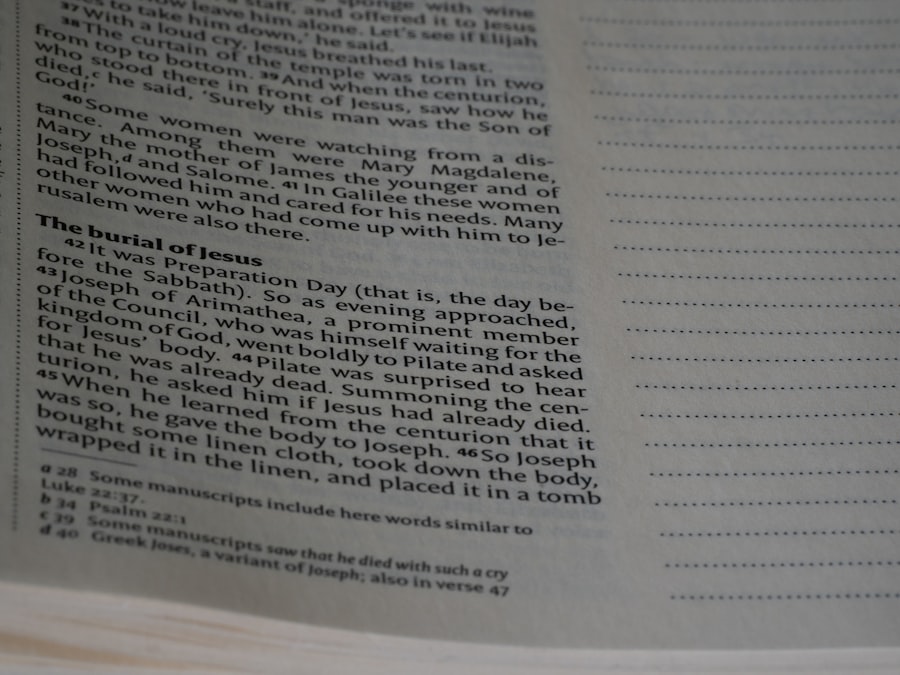 sponge with wine
staff, and offered it to Jesus
now leave him alone. Let's see if Elijah
to take him down,' he said.
37 With a loud cry, Jesus breathed his last.
38 The curtain of the temple was torn in two
from top to bottom. 39 And when the centurion,
who stood there in front of Jesus, saw how he
died,c he said, 'Surely this man was the Son of
God!'
40 Some women were watching from a dis-
tance. Among them were Mary Magdalene,
Mary the mother of James the younger and of
Joseph,d and Salome. 41 In Galilee these women
had followed him and cared for his needs. Many
other women who had come up with him to Je-
rusalem were also there.
The burial of Jesus
42 It was Preparation Day (that is, the day be-
fore the Sabbath). So as evening approached,
43 Joseph of Arimathea, a prominent member
of the Council, who was himself waiting for the
kingdom of God, went boldly to Pilate and asked
for Jesus' body. 44 Pilate was surprised to hear
that he was already dead. Summoning the cen-
turion, he asked him if Jesus had already died.
45 When he learned from the centurion that it
was so, he gave the body to Joseph. 46 So Joseph
bought some linen cloth, took down the body,
wrapped it in the linen, and placed it in a tomb
a 28 Some manuscripts include here words similar to
Luke 22:37.
b 34 Psalm 22:1
c 39 Some manuscripts saw that he died with such a cry
d 40 Greek Joses, a variant of Joseph; also in verse 47